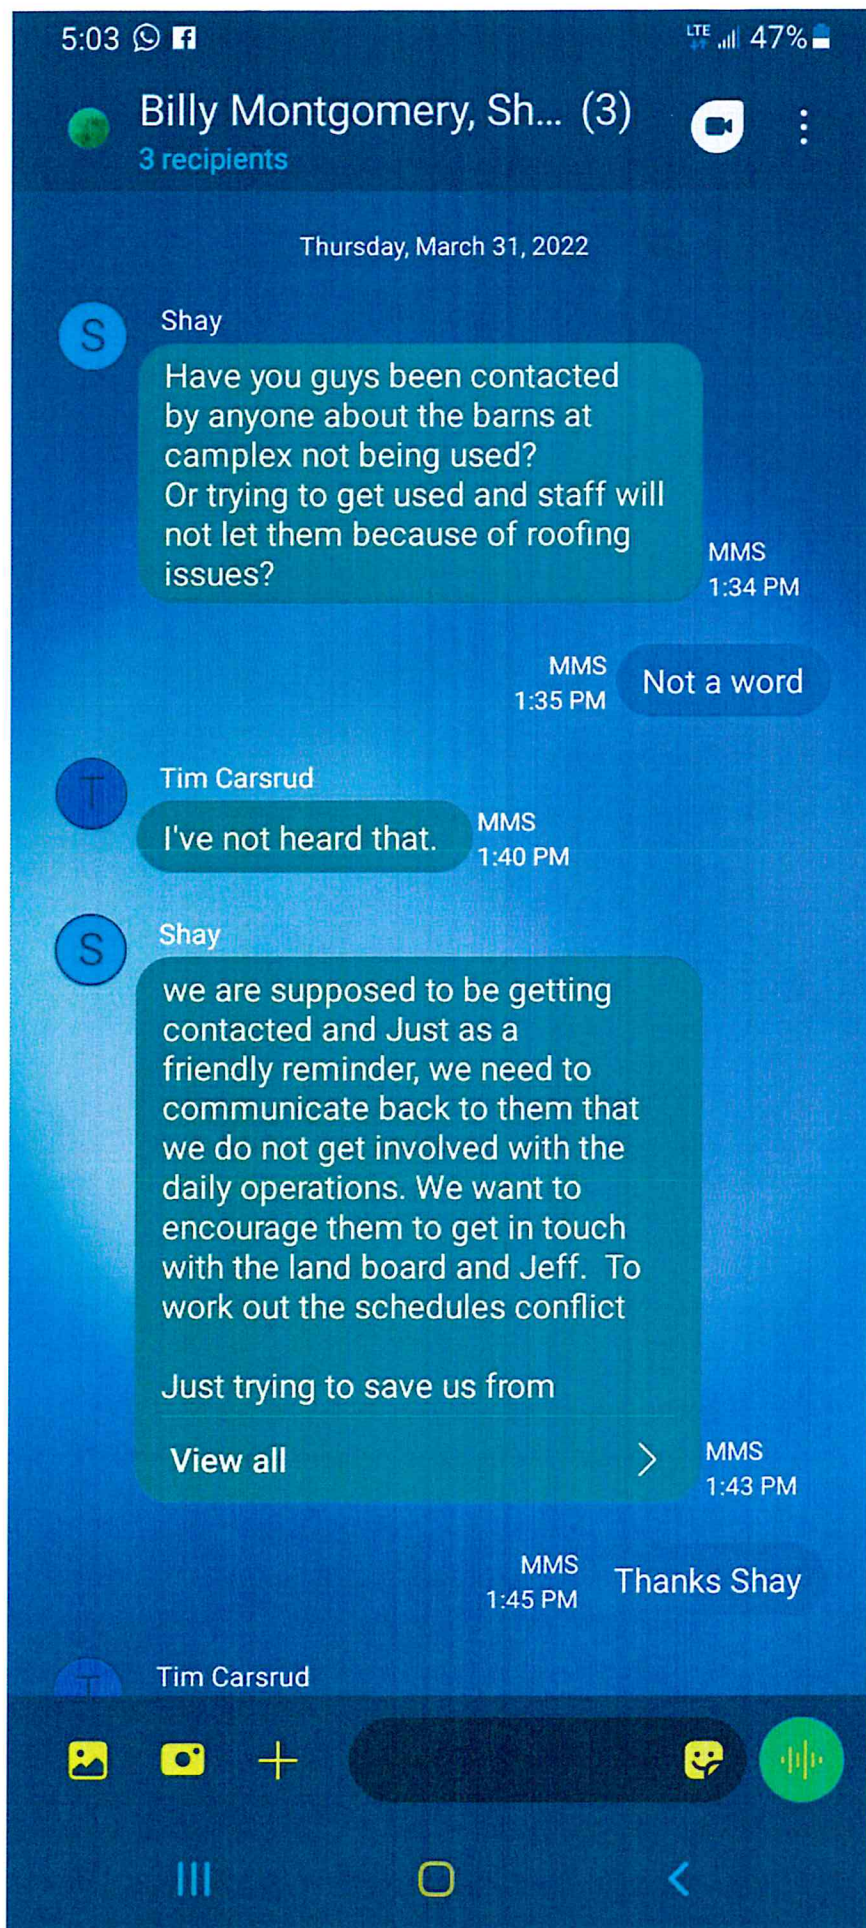 5:03
LTE
47%
Billy Montgomery, Sh... (3)
3 recipients
Thursday, March 31, 2022
S
Shay
Have you guys been contacted
by anyone about the barns at
camplex not being used?
Or trying to get used and staff will
not let them because of roofing
issues?
MMS
1:34 PM
MMS
1:35 PM
Not a word
T
Tim Carsrud
I've not heard that.
MMS
1:40 PM
S
Shay
we are supposed to be getting
contacted and Just as a
friendly reminder, we need to
communicate back to them that
we do not get involved with the
daily operations. We want to
encourage them to get in touch
with the land board and Jeff.  To
work out the schedules conflict
Just trying to save us from
View all
MMS
1:43 PM
MMS
1:45 PM
Thanks Shay
T
Tim Carsrud